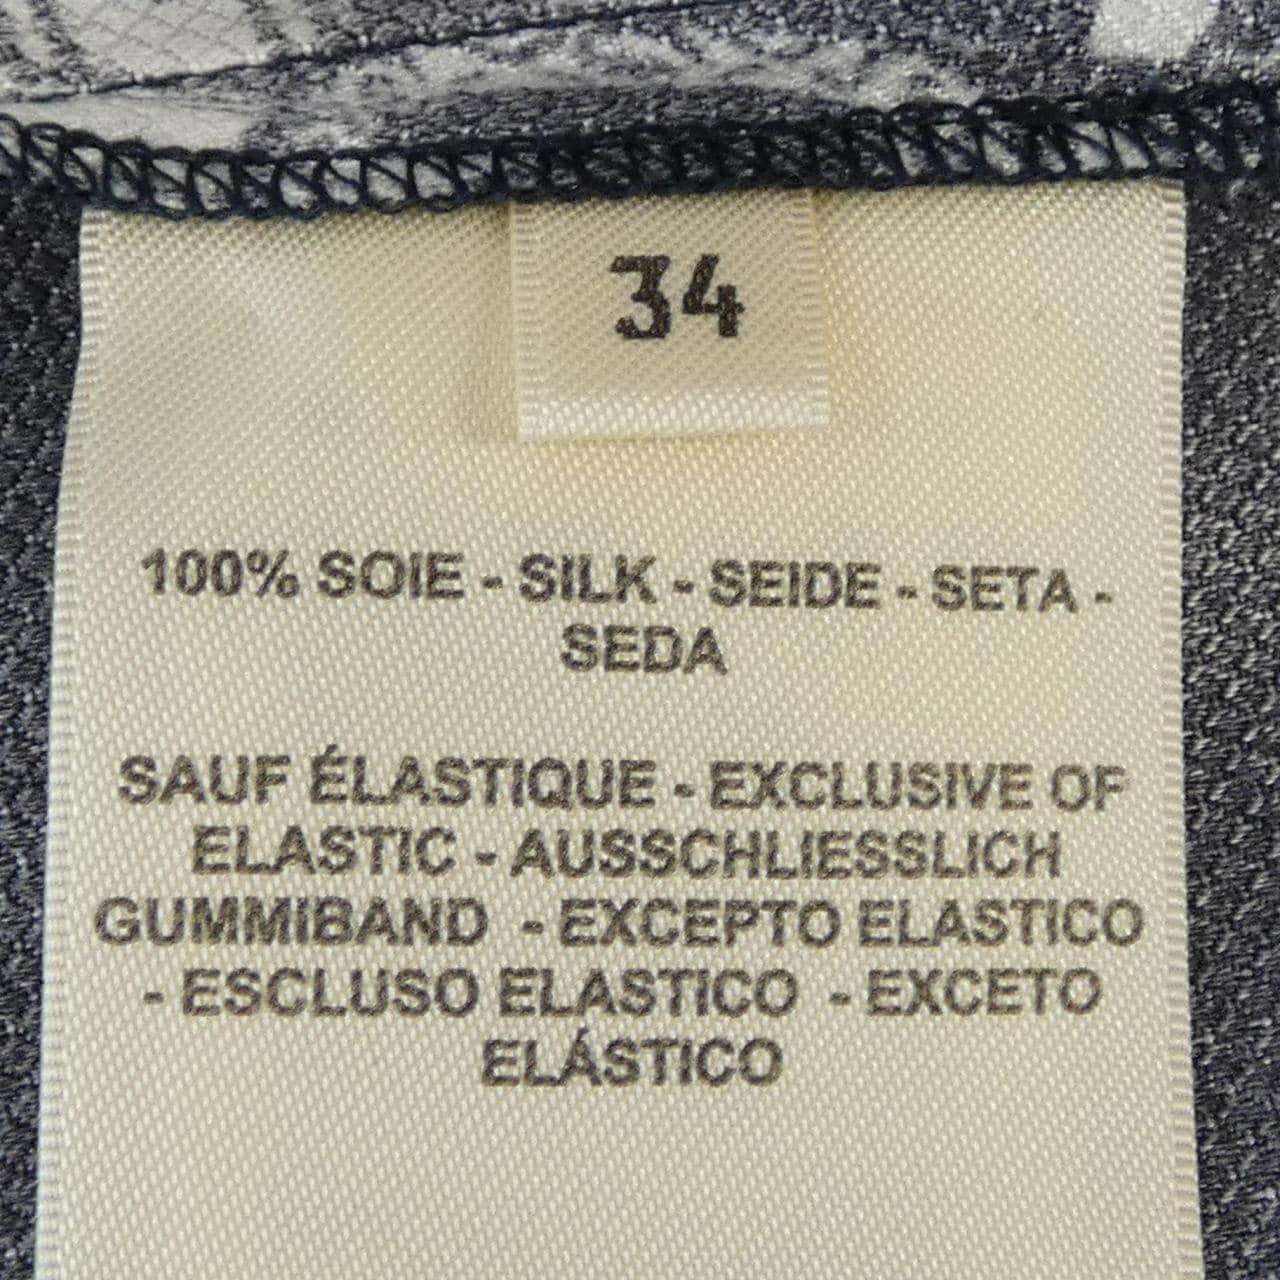 34
100% SOIE - SILK - SEIDE - SETA -
SEDA
SAUF ÉLASTIQUE - EXCLUSIVE OF
ELASTIC - AUSSCHLIESSLICH
GUMMIBAND - EXCEPTO ELASTICO
- ESCLUSO ELASTICO - EXCETO
ELÁSTICO